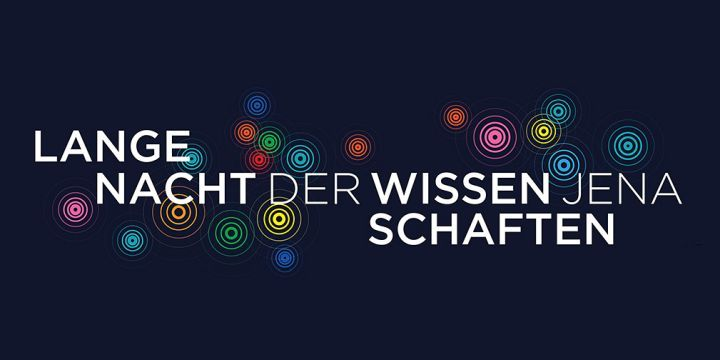 LANGE
NACHT DER WISSEN JENA
SCHAFTEN